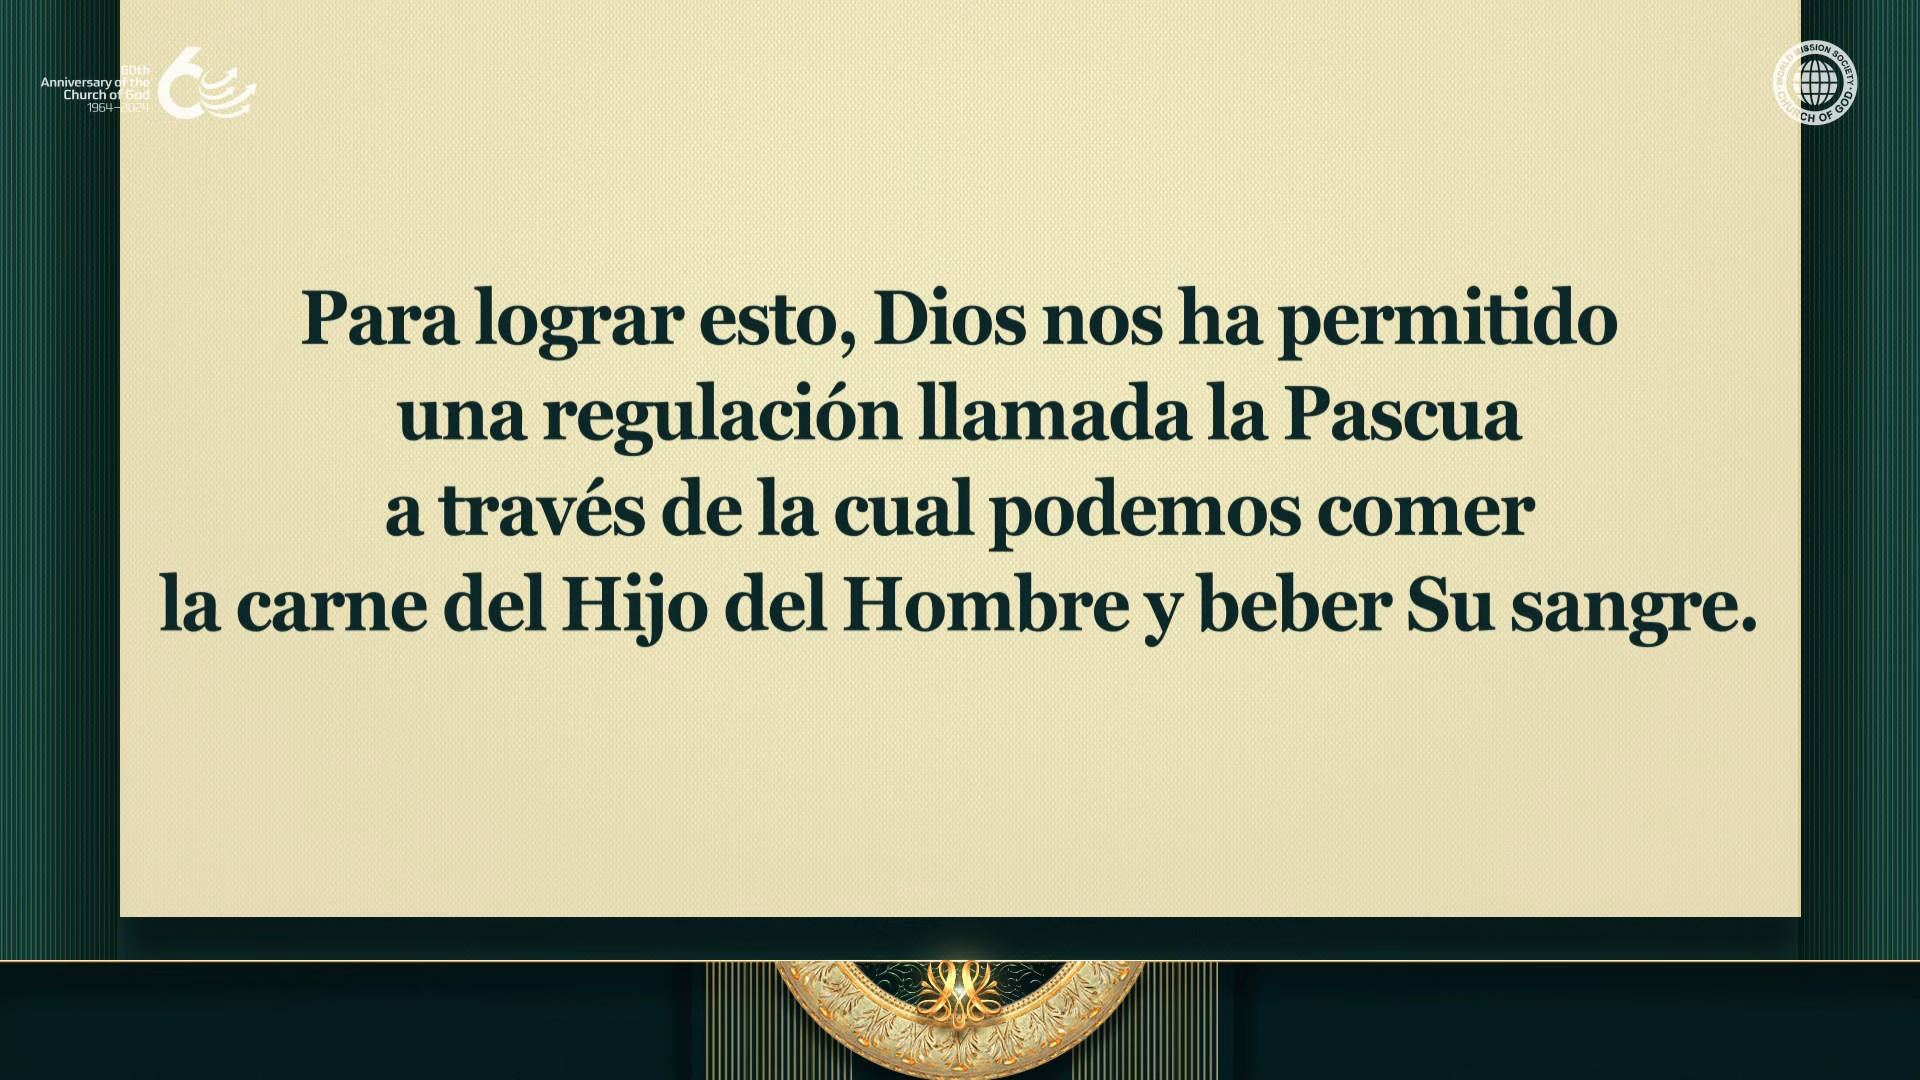 60th
Anniversary of the
Church of God
1964–2024
WORLD MISSION SOCIETY
CHURCH OF GOD
Para lograr esto, Dios nos ha permitido
una regulación llamada la Pascua
a través de la cual podemos comer
la carne del Hijo del Hombre y beber Su sangre.